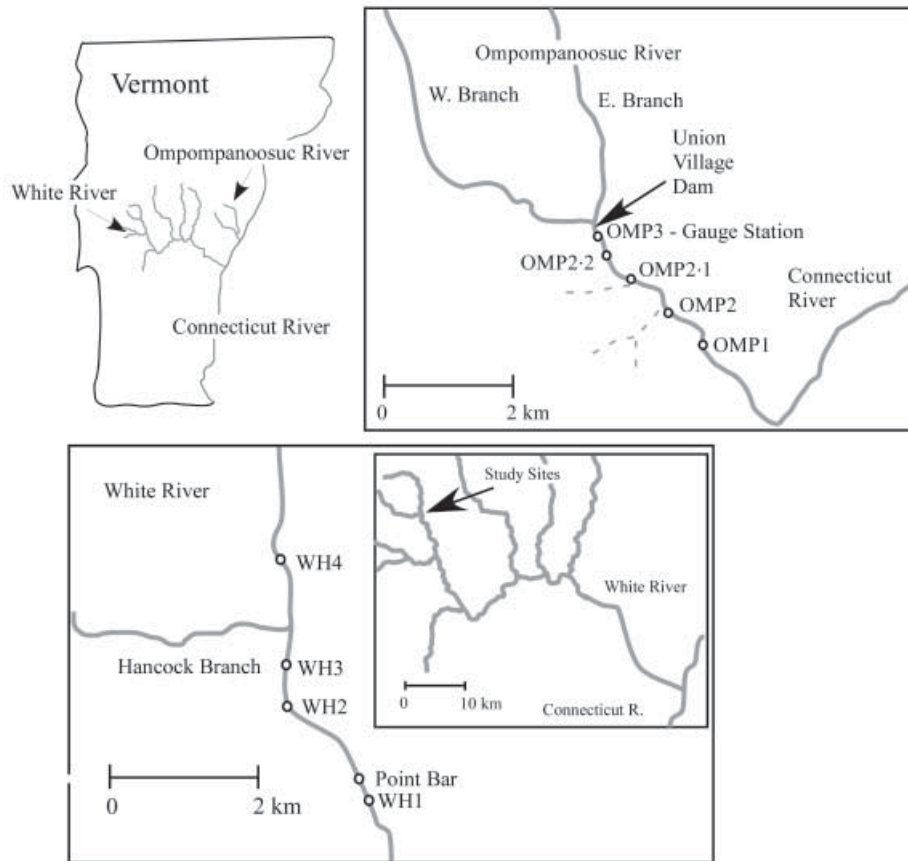 Vermont
Ompompanoosuc River
White River
Connecticut River
Ompompanoosuc River
W. Branch
E. Branch
Union
Village
Dam
OMP3 - Gauge Station
OMP2·2
OMP2·1
Connecticut
River
OMP2
OMP1
0
2 km
White River
WH4
Hancock Branch
WH3
WH2
Point Bar
WH1
0
2 km
Study Sites
White River
0
10 km
Connecticut R.